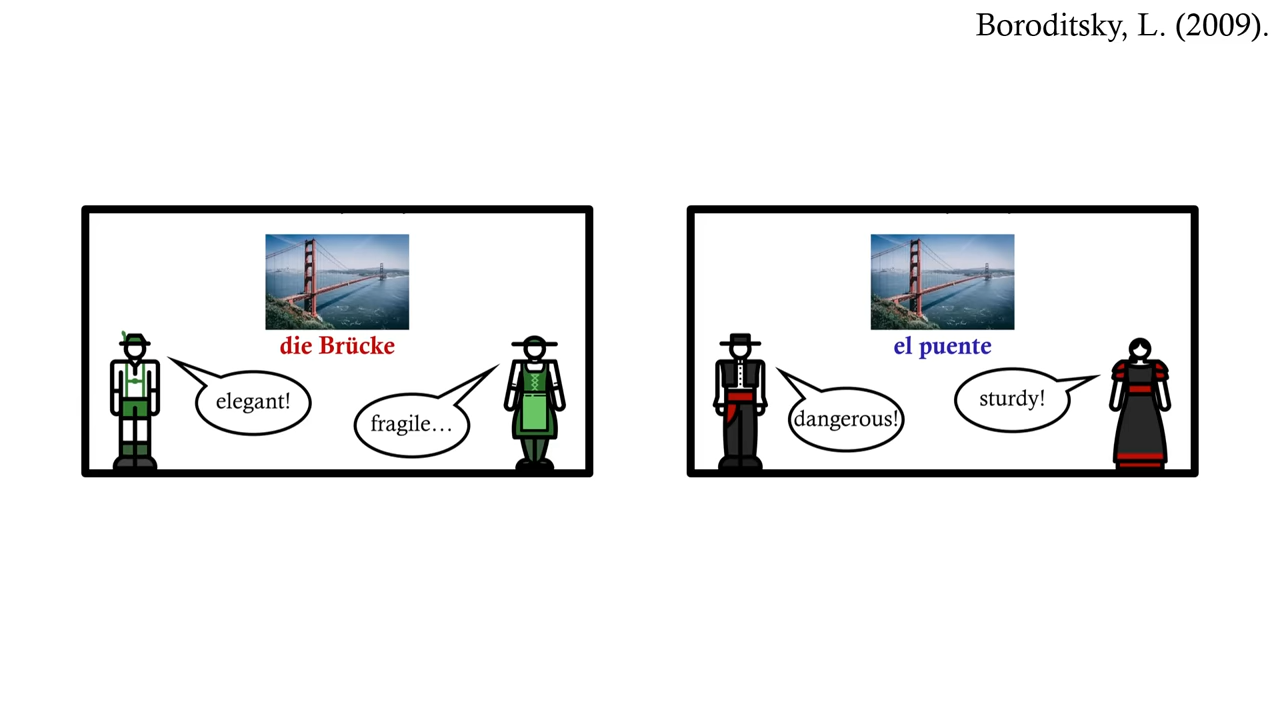 Boroditsky, L. (2009).
die Brücke
elegant!
fragile…
el puente
dangerous!
sturdy!